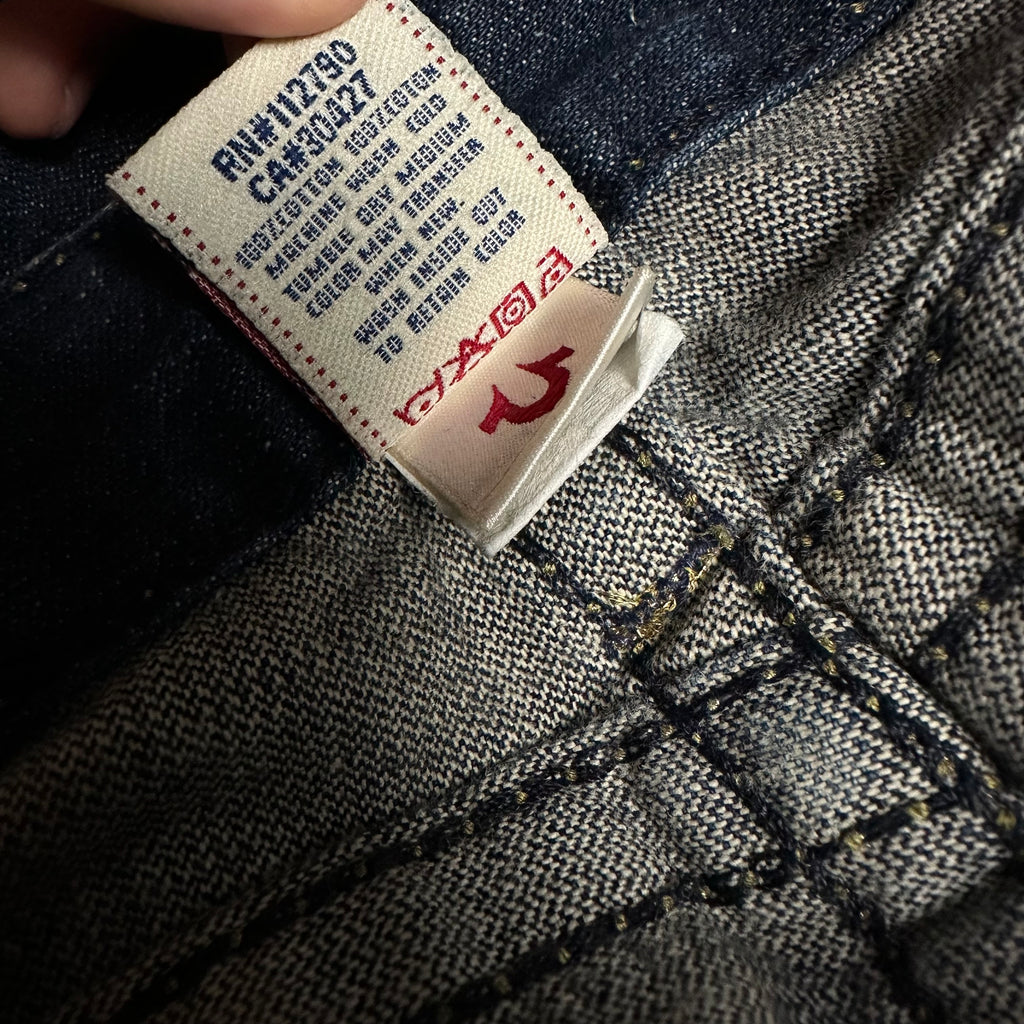 RN#112790
CA#30427
100%COTTON 100%COTON
MACHINE WASH COLD
TUMBLE DRY MEDIUM
COLOR MAY TRANSFER
WHEN NEW.
WASH INSIDE OUT
TO RETAIN COLOR